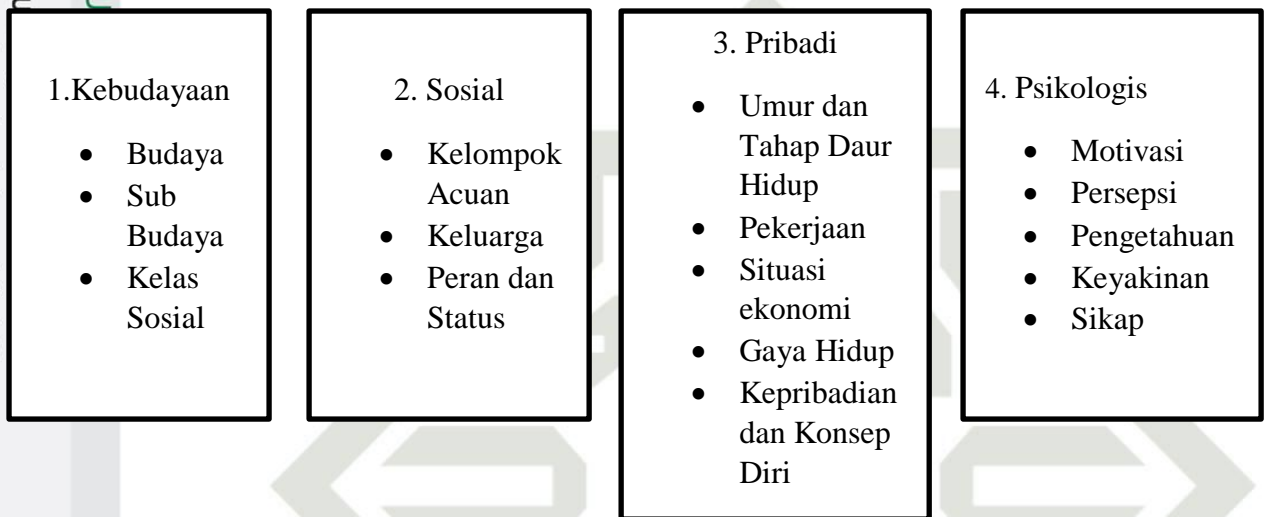 1.Kebudayaan
• Budaya
• Sub
Budaya
• Kelas
Sosial
2. Sosial
• Kelompok
Acuan
• Keluarga
• Peran dan
Status
3. Pribadi
• Umur dan
Tahap Daur
Hidup
• Pekerjaan
• Situasi
ekonomi
• Gaya Hidup
• Kepribadian
dan Konsep
Diri
4. Psikologis
• Motivasi
• Persepsi
• Pengetahuan
• Keyakinan
• Sikap